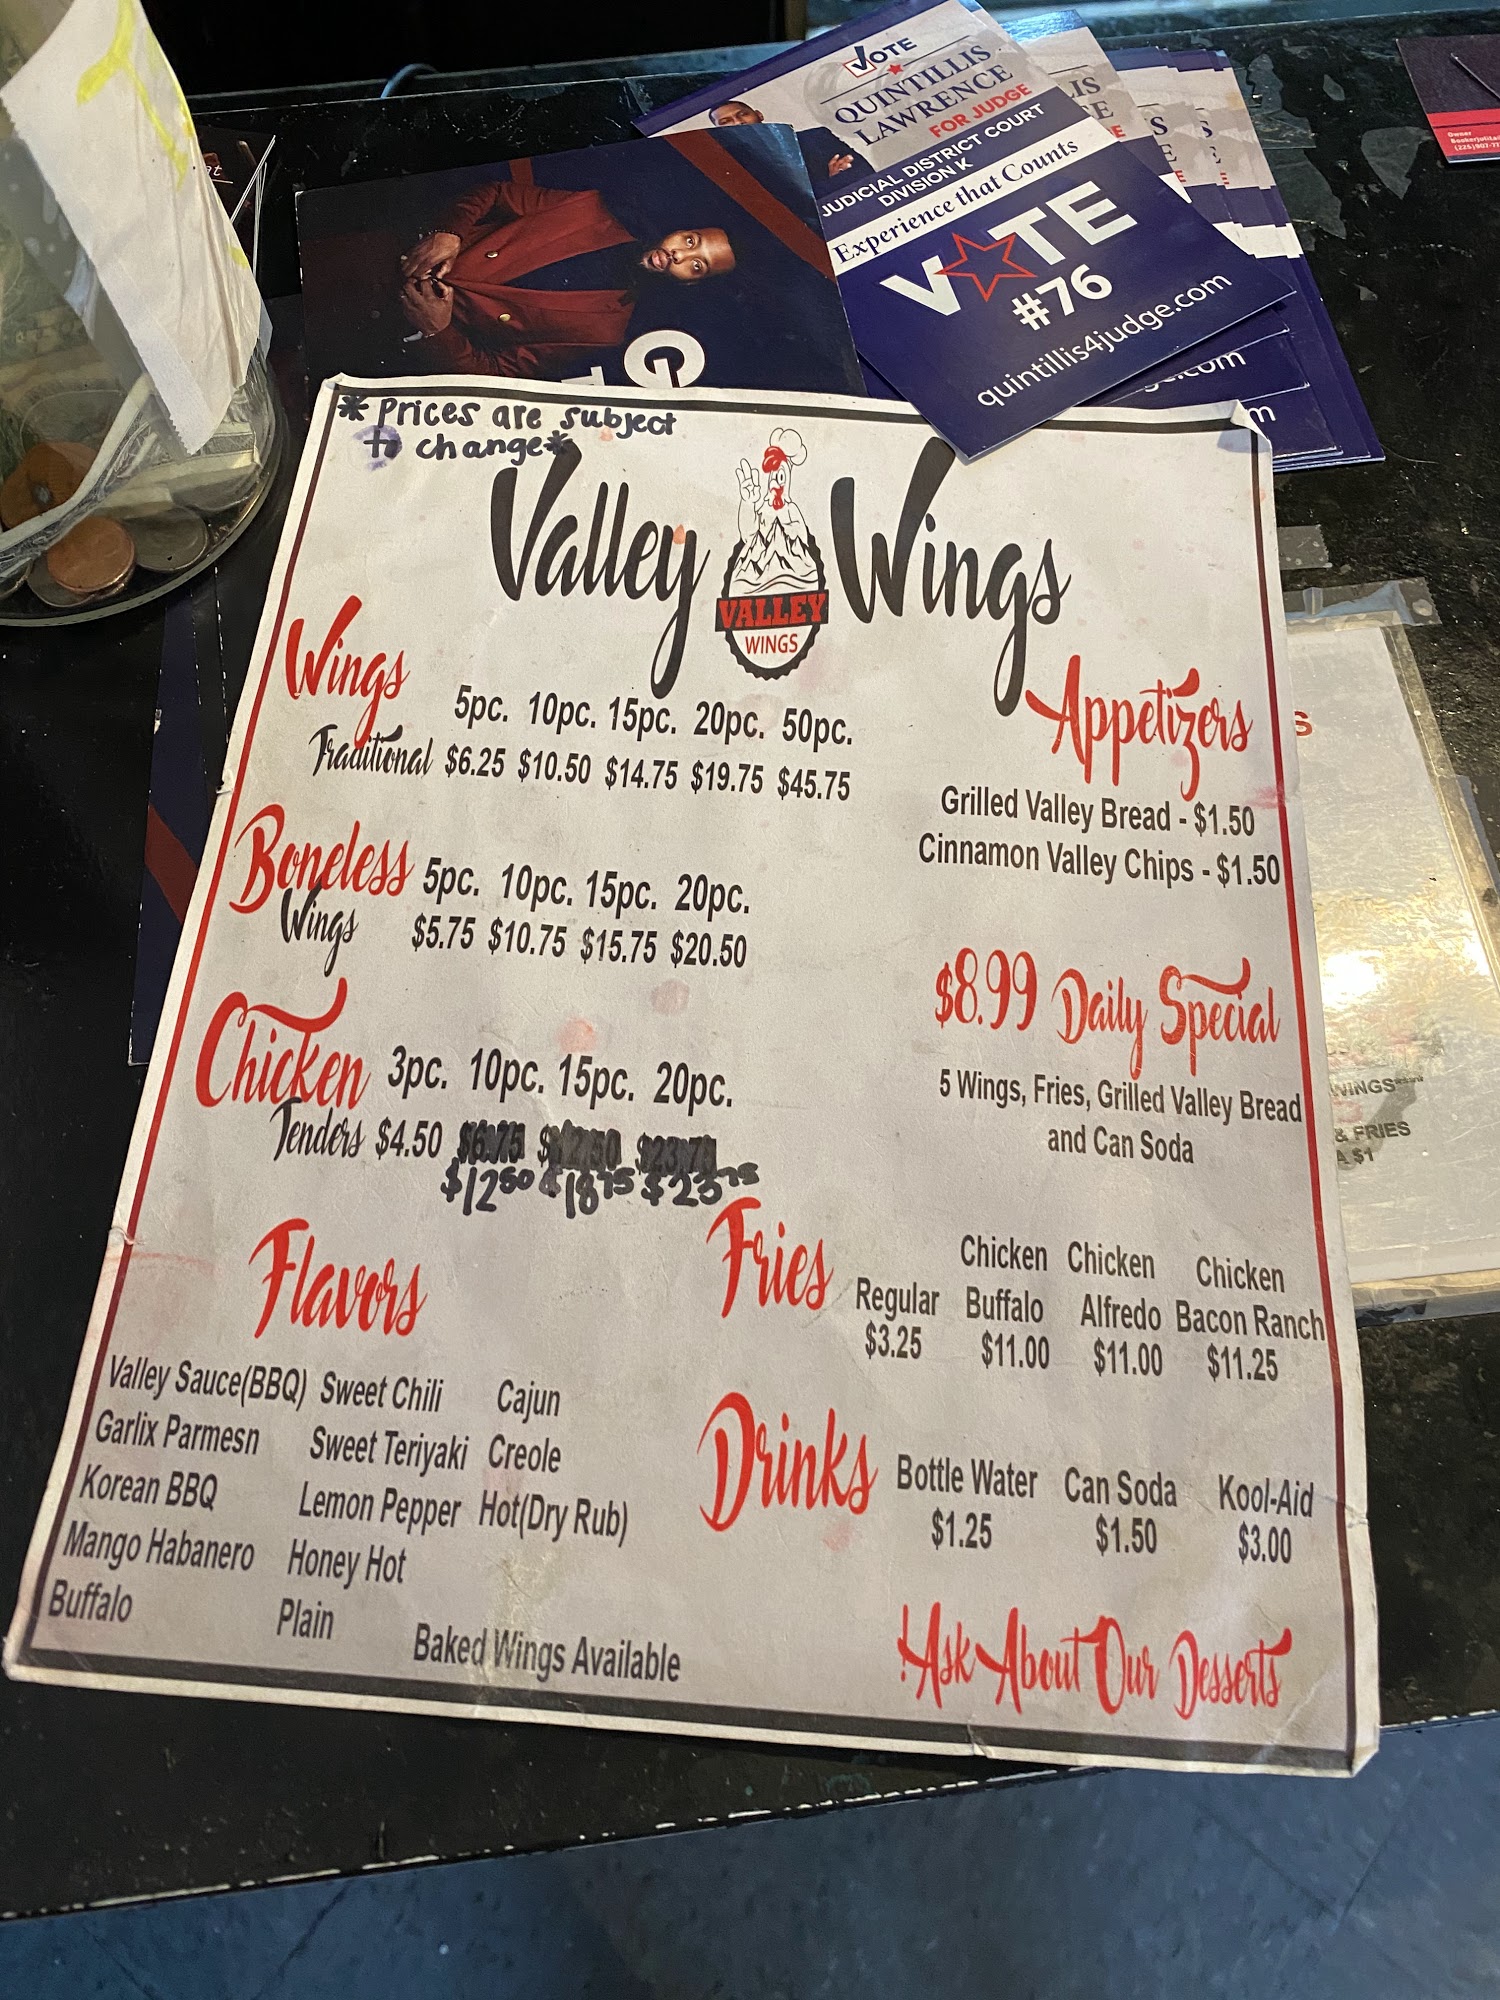 VOTE
QUINTILLIS
LAWRENCE
FOR JUDGE
JUDICIAL DISTRICT COURT
DIVISION K
Experience that Counts
VOTE
#76
quintillis4judge.com
G
* Prices are subject
to change*
Valley Wings
VALLEY
WINGS
Wings
5pc. 10pc. 15pc. 20pc. 50pc.
Traditional $6.25 $10.50 $14.75 $19.75 $45.75
Boneless
Wings
5pc. 10pc. 15pc. 20pc.
$5.75 $10.75 $15.75 $20.50
Chicken
Tenders
3pc. 10pc. 15pc. 20pc.
$4.50
$12.50 $18.75 $23.75
Appetizers
Grilled Valley Bread - $1.50
Cinnamon Valley Chips - $1.50
$8.99 Daily Special
5 Wings, Fries, Grilled Valley Bread
and Can Soda
Flavors
Valley Sauce(BBQ) Sweet Chili Cajun
Garlix Parmesn Sweet Teriyaki Creole
Korean BBQ Lemon Pepper Hot(Dry Rub)
Mango Habanero Honey Hot
Buffalo Plain
Baked Wings Available
Fries
Regular
$3.25
Chicken
Buffalo
$11.00
Chicken
Alfredo
$11.00
Chicken
Bacon Ranch
$11.25
Drinks
Bottle Water Can Soda Kool-Aid
$1.25 $1.50 $3.00
!Ask About Our Desserts
WINGS
& FRIES
A $1
Owner